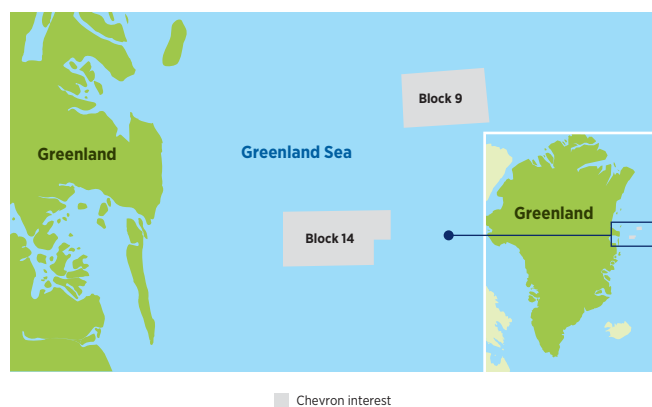 Block 9
Greenland
Greenland Sea
Greenland
Block 14
Chevron interest